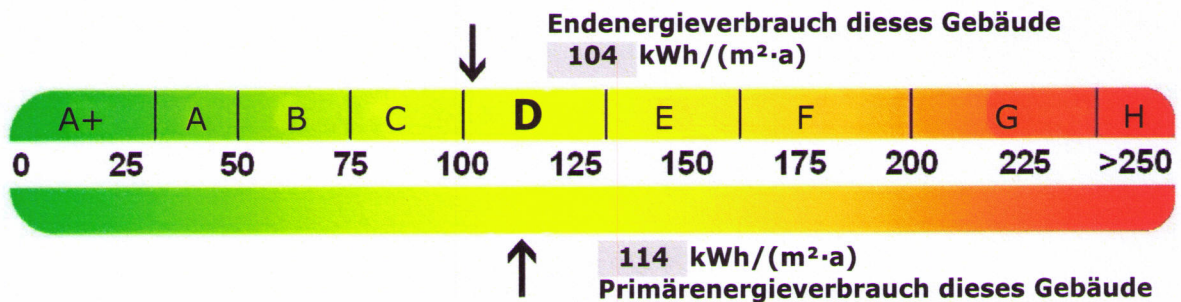 Endenergieverbrauch dieses Gebäude
104 kWh/(m²·a)
A+ A B C D E F G H
0 25 50 75 100 125 150 175 200 225 >250
114 kWh/(m²·a)
Primärenergieverbrauch dieses Gebäude